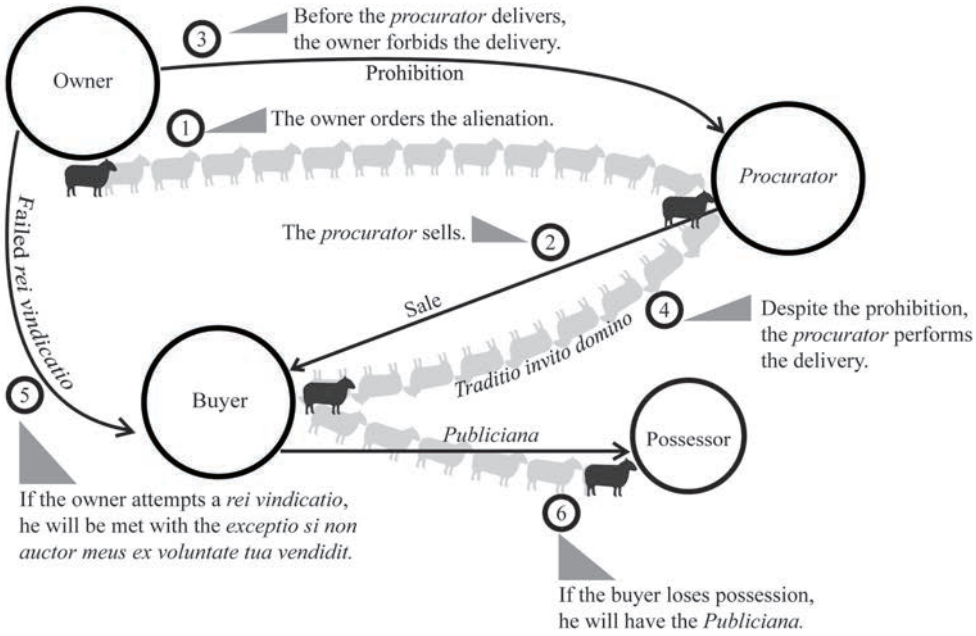 3
Before the procurator delivers,
the owner forbids the delivery.
Owner
Prohibition
1
The owner orders the alienation.
Procurator
The procurator sells.
2
Failed rei vindicatio
Sale
4
Despite the prohibition,
the procurator performs
the delivery.
Traditio invito domino
5
Buyer
Publiciana
Possessor
If the owner attempts a rei vindicatio,
he will be met with the exceptio si non
auctor meus ex voluntate tua vendidit.
6
If the buyer loses possession,
he will have the Publiciana.